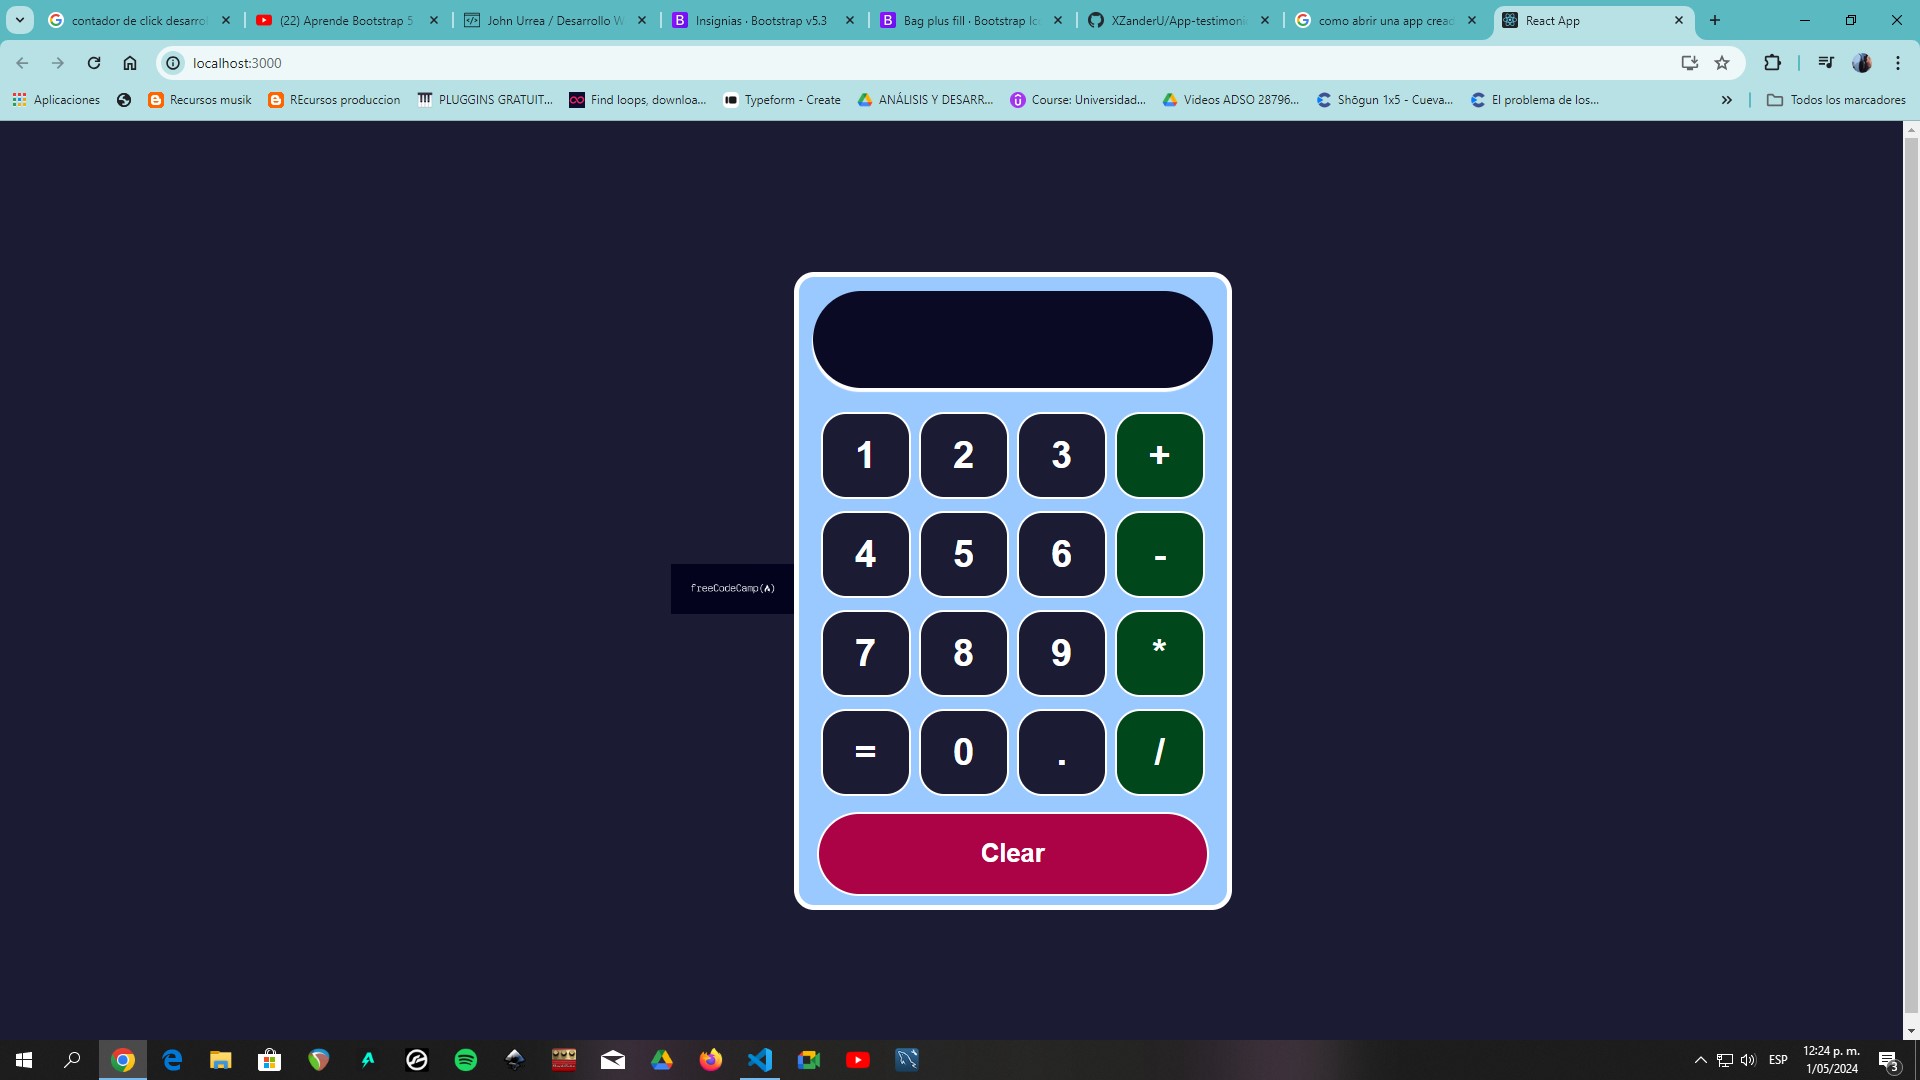 contador de click desarrol
(22) Aprende Bootstrap 5
John Urrea / Desarrollo W
Insignias · Bootstrap v5.3
Bag plus fill · Bootstrap Ic
XZanderU/App-testimoni
como abrir una app cread
React App
localhost:3000
Aplicaciones
Recursos musik
REcursos produccion
PLUGGINS GRATUIT...
Find loops, downloa...
Typeform - Create
ANÁLISIS Y DESARR...
Course: Universidad...
Videos ADSO 28796...
Shōgun 1x5 - Cueva...
El problema de los...
Todos los marcadores
1 2 3 +
4 5 6 -
freeCodeCamp
7 8 9 *
= 0 . /
Clear
ESP
12:24 p. m.
1/05/2024
3